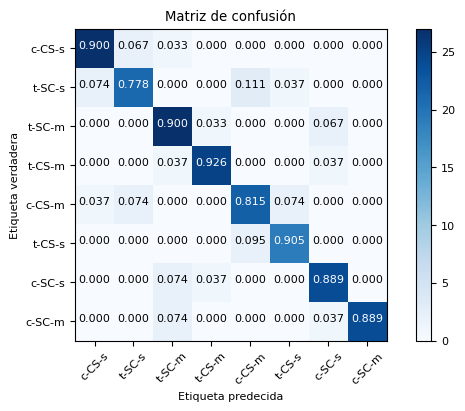 Matriz de confusión
c-CS-s 0.900 0.067 0.033 0.000 0.000 0.000 0.000 0.000
t-SC-s 0.074 0.778 0.000 0.000 0.111 0.037 0.000 0.000
t-SC-m 0.000 0.000 0.900 0.033 0.000 0.000 0.067 0.000
t-CS-m 0.000 0.000 0.037 0.926 0.000 0.000 0.037 0.000
c-CS-m 0.037 0.074 0.000 0.000 0.815 0.074 0.000 0.000
t-CS-s 0.000 0.000 0.000 0.000 0.095 0.905 0.000 0.000
c-SC-s 0.000 0.000 0.074 0.037 0.000 0.000 0.889 0.000
c-SC-m 0.000 0.000 0.074 0.000 0.000 0.000 0.037 0.889
c-CS-s t-SC-s t-SC-m t-CS-m c-CS-m t-CS-s c-SC-s c-SC-m
Etiqueta predecida
Etiqueta verdadera
25
20
15
10
5
0